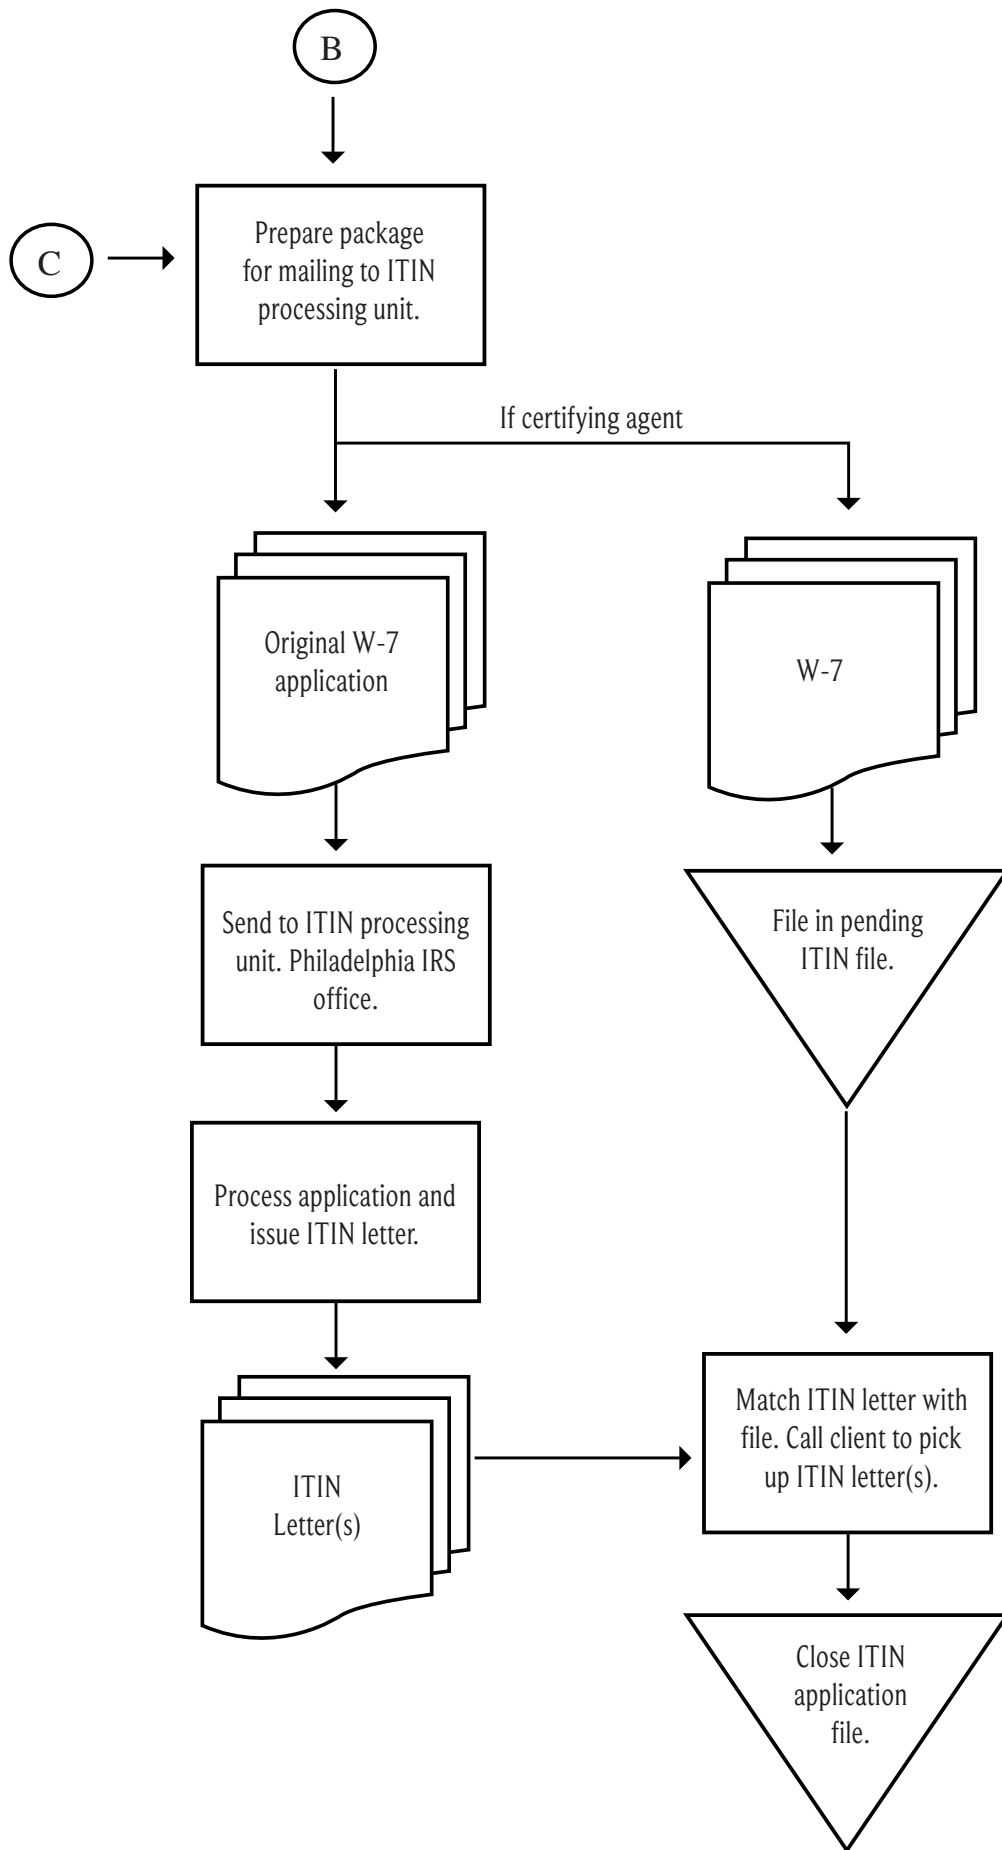 B
C
Prepare package
for mailing to ITIN
processing unit.
If certifying agent
Original W-7
application
W-7
Send to ITIN processing
unit. Philadelphia IRS
office.
File in pending
ITIN file.
Process application and
issue ITIN letter.
ITIN
Letter(s)
Match ITIN letter with
file. Call client to pick
up ITIN letter(s).
Close ITIN
application
file.